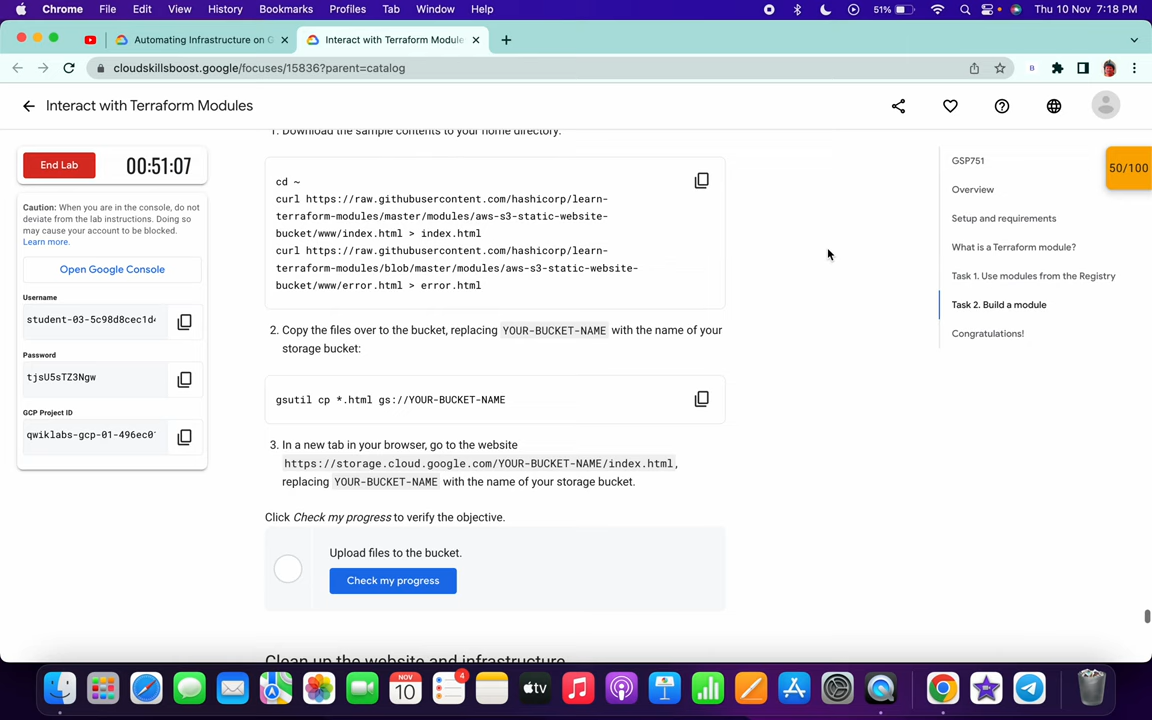 Chrome File Edit View History Bookmarks Profiles Tab Window Help 51% Thu 10 Nov 7:18 PM
Automating Infrastructure on G
Interact with Terraform Module
cloudskillsboost.google/focuses/15836?parent=catalog
B
Interact with Terraform Modules
End Lab
00:51:07
Caution: When you are in the console, do not
deviate from the lab instructions. Doing so
may cause your account to be blocked.
Learn more.
Open Google Console
Username
student-03-5c98d8cec1d
Password
tjsU5sTZ3Ngw
GCP Project ID
qwiklabs-gcp-01-496ec0
1. Download the sample contents to your home directory.
cd ~
curl https://raw.githubusercontent.com/hashicorp/learn-
terraform-modules/master/modules/aws-s3-static-website-
bucket/www/index.html > index.html
curl https://raw.githubusercontent.com/hashicorp/learn-
terraform-modules/blob/master/modules/aws-s3-static-website-
bucket/www/error.html > error.html
2. Copy the files over to the bucket, replacing YOUR-BUCKET-NAME with the name of your
storage bucket:
gsutil cp *.html gs://YOUR-BUCKET-NAME
3. In a new tab in your browser, go to the website
https://storage.cloud.google.com/YOUR-BUCKET-NAME/index.html,
replacing YOUR-BUCKET-NAME with the name of your storage bucket.
Click Check my progress to verify the objective.
Upload files to the bucket.
Check my progress
Clean up the website and infrastructure
GSP751
Overview
Setup and requirements
What is a Terraform module?
Task 1. Use modules from the Registry
Task 2. Build a module
Congratulations!
50/100
NOV
10
4
tv